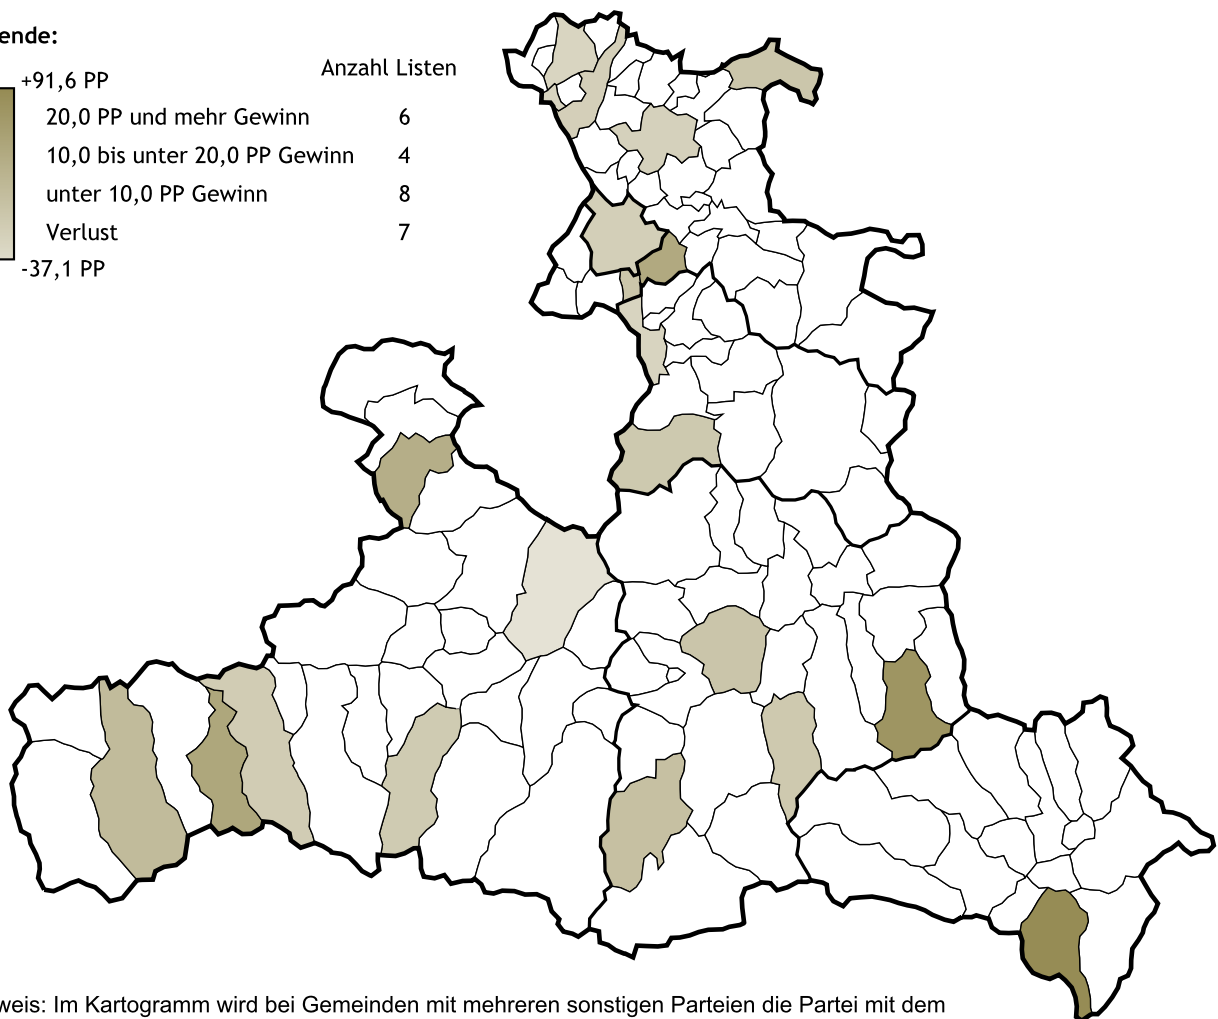 ende:
Anzahl Listen
+91,6 PP
20,0 PP und mehr Gewinn 6
10,0 bis unter 20,0 PP Gewinn 4
unter 10,0 PP Gewinn 8
Verlust 7
-37,1 PP
weis: Im Kartogramm wird bei Gemeinden mit mehreren sonstigen Parteien die Partei mit dem